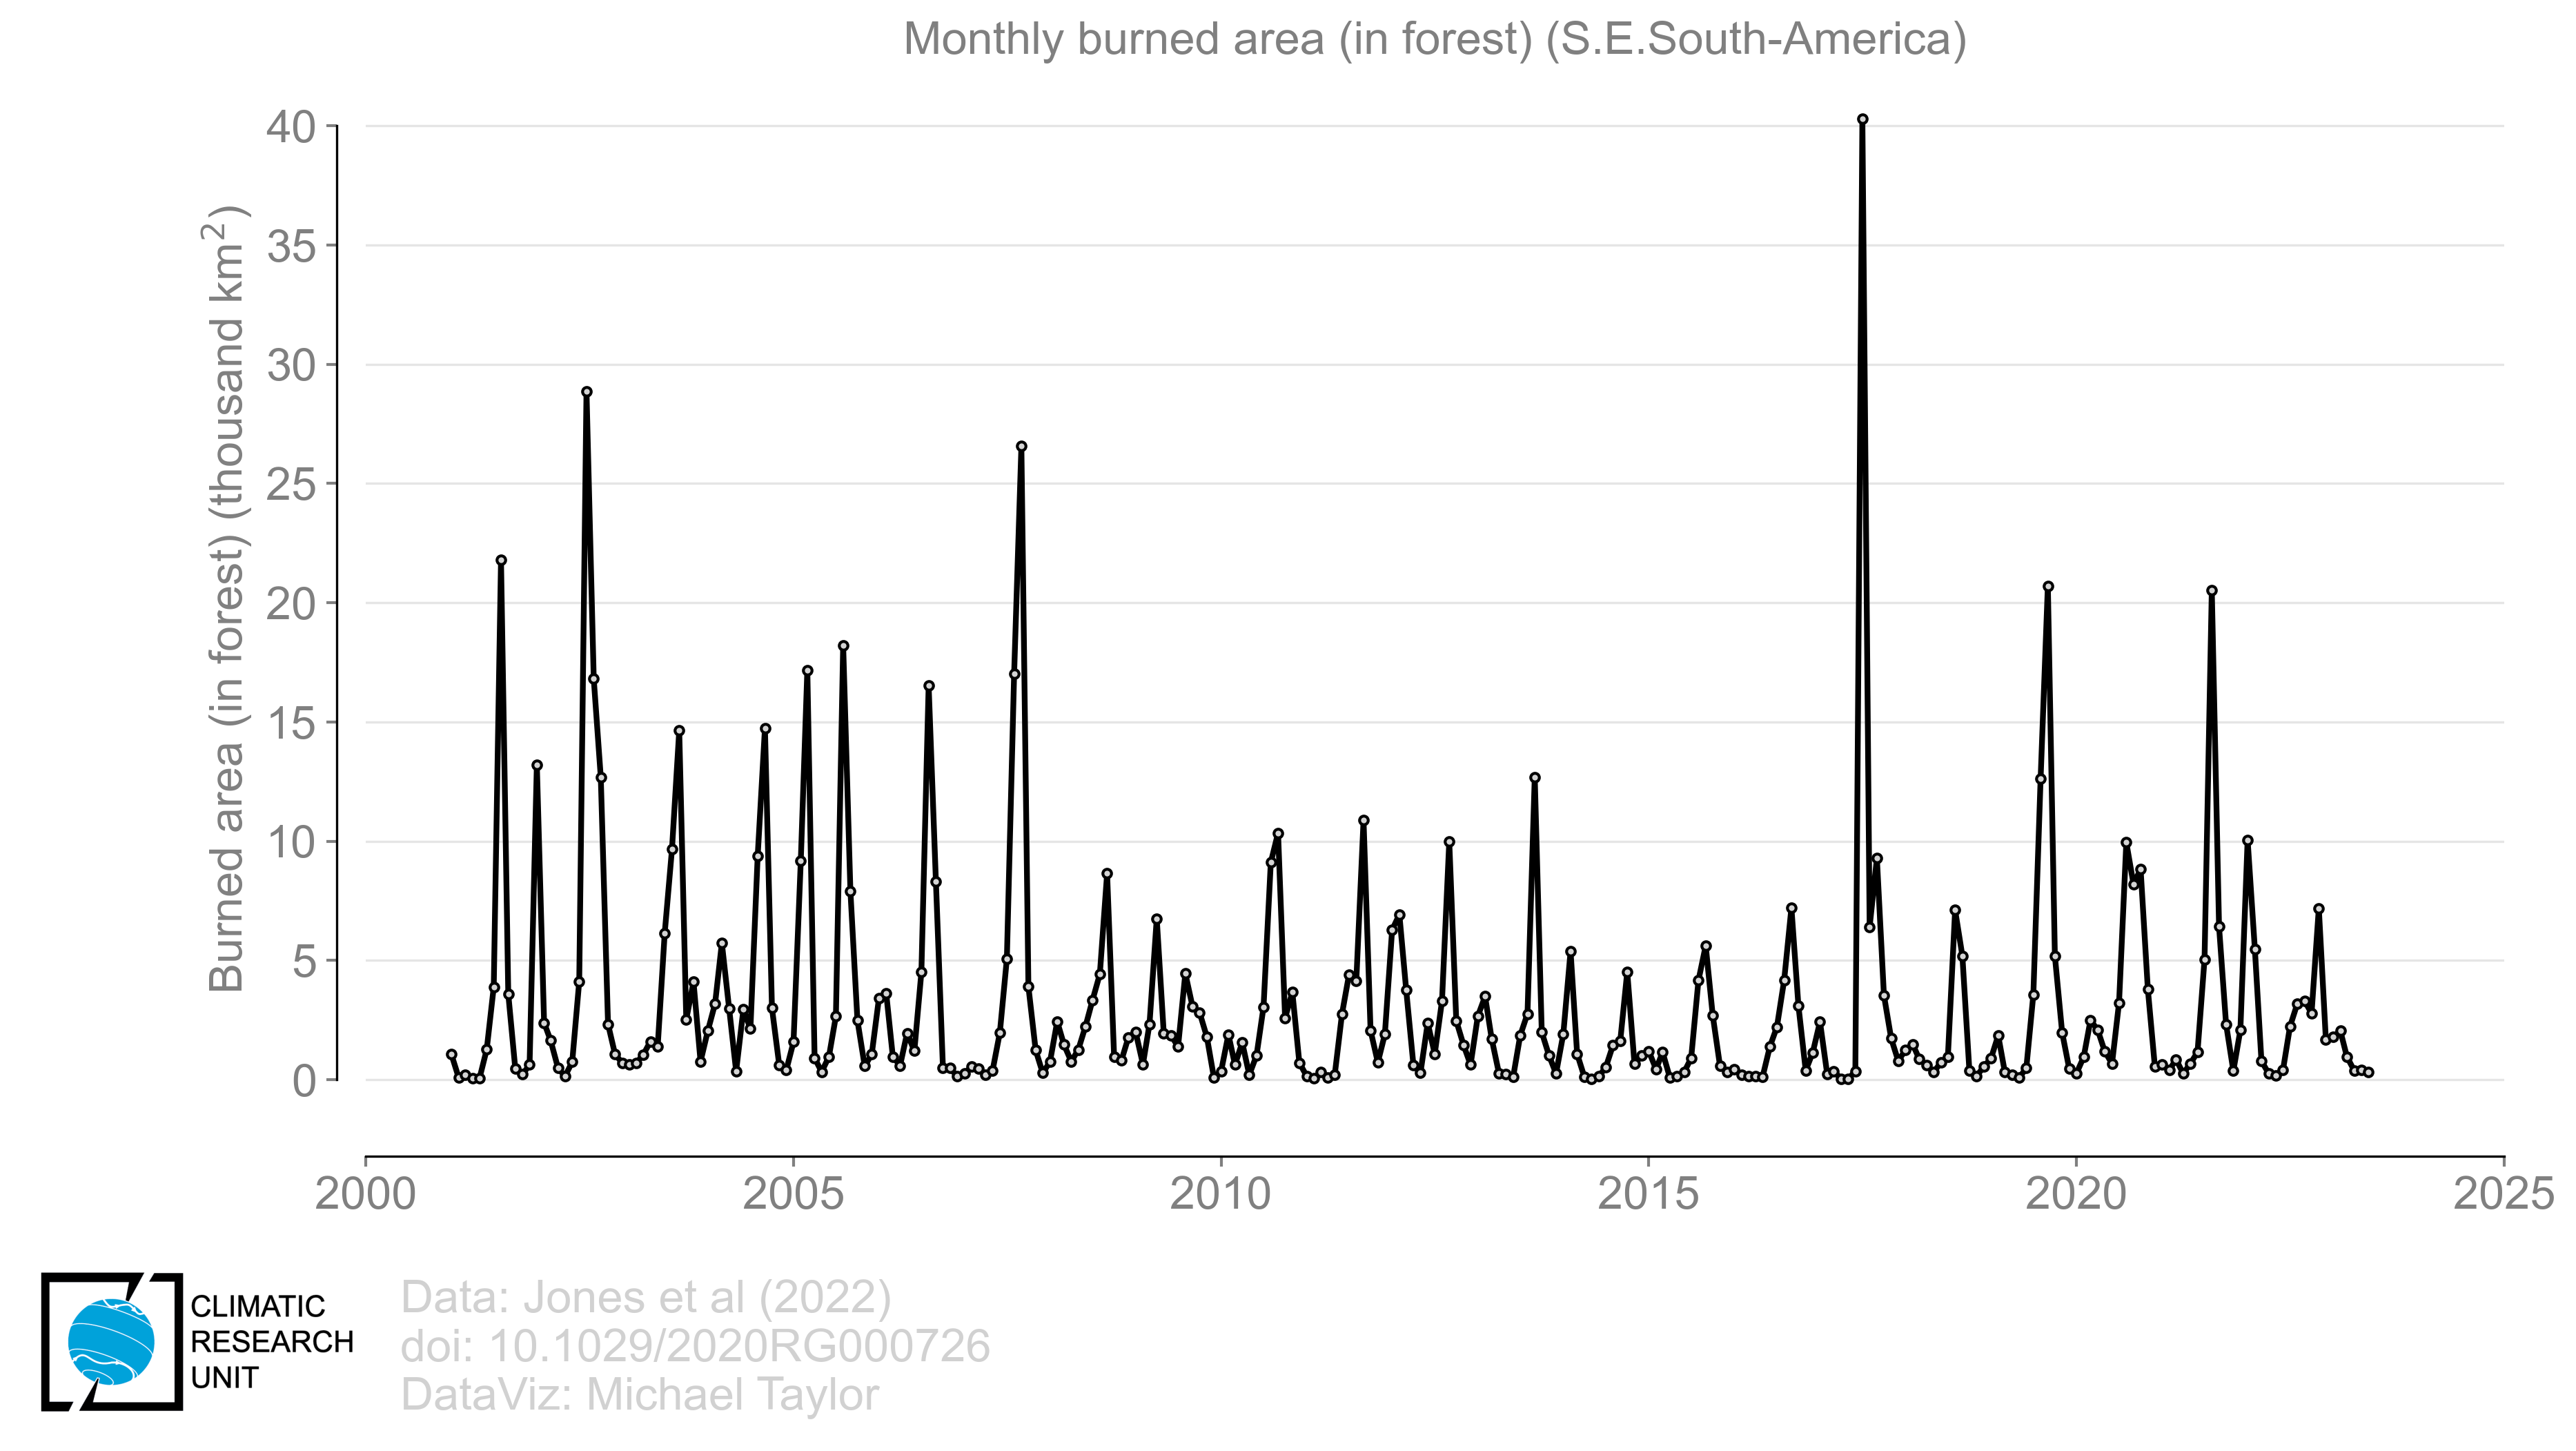 Monthly burned area (in forest) (S.E.South-America)
Burned area (in forest) (thousand km²)
40
35
30
25
20
15
10
5
0
2000
2005
2010
2015
2020
2025
CLIMATIC
RESEARCH
UNIT
Data: Jones et al (2022)
doi: 10.1029/2020RG000726
DataViz: Michael Taylor